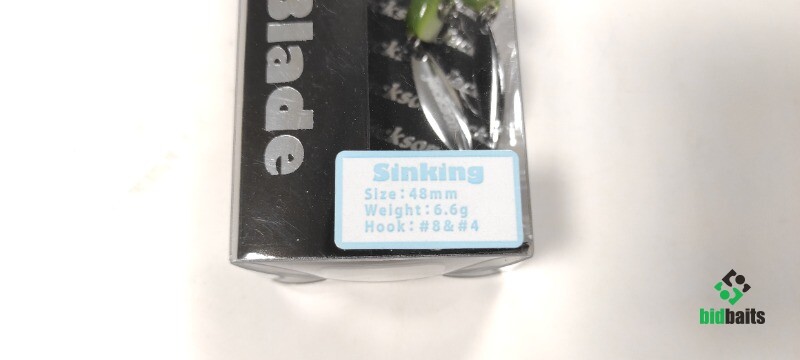 Blade
Sinking
Size:48mm
Weight:6.6g
Hook:#8&#4
bidbaits